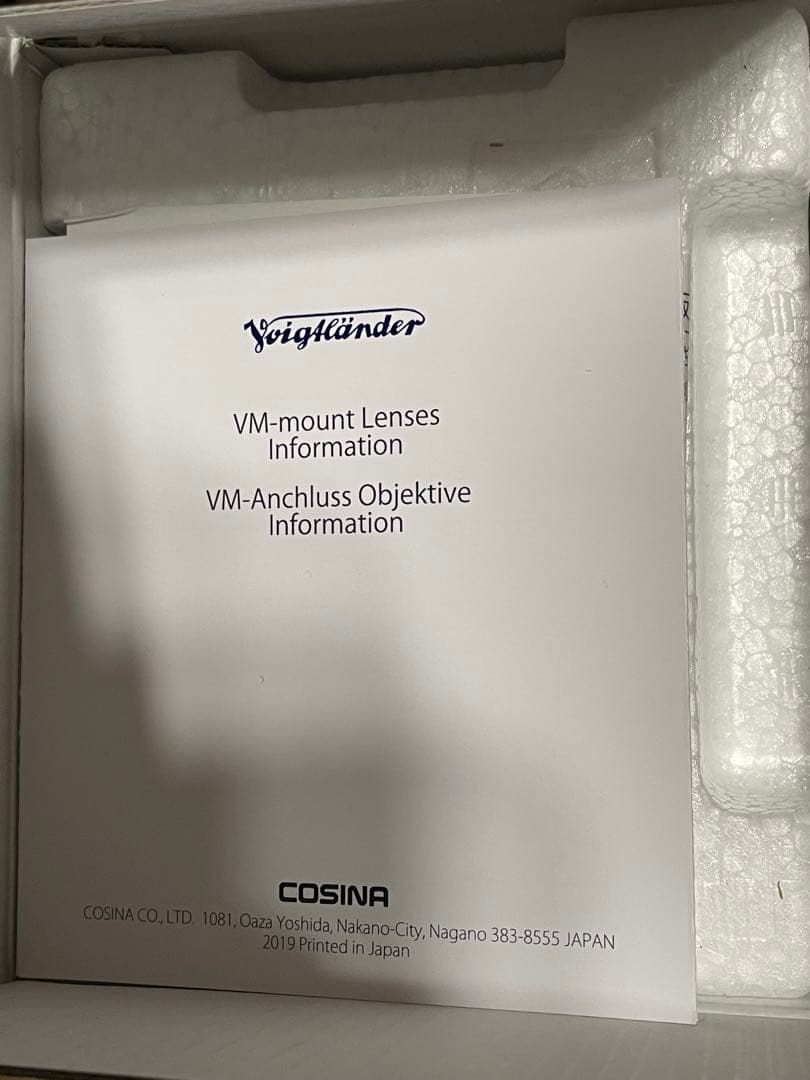 Voigtländer
VM-mount Lenses
Information
VM-Anchluss Objektive
Information
COSINA
COSINA CO., LTD. 1081, Oaza Yoshida, Nakano-City, Nagano 383-8555 JAPAN
2019 Printed in Japan